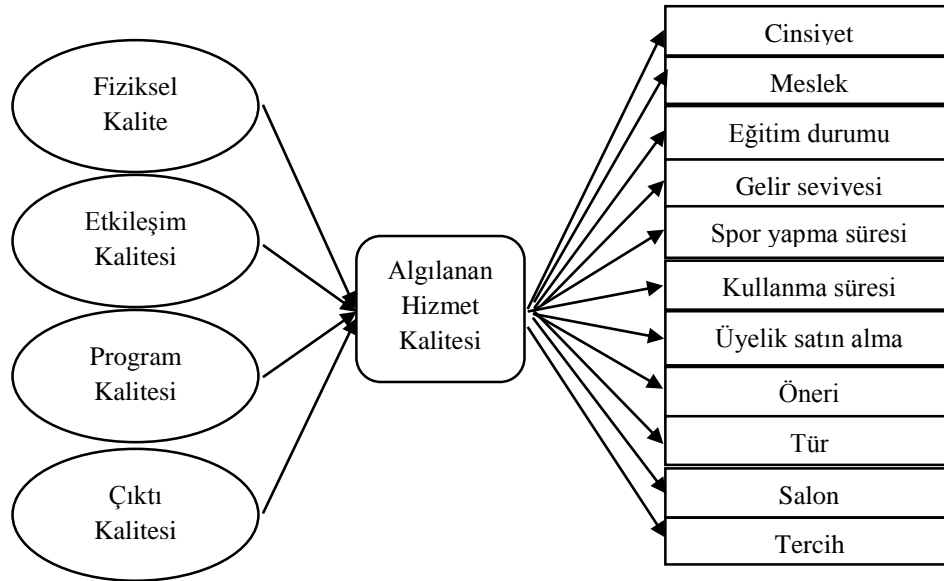 Fiziksel
Kalite
Etkileşim
Kalitesi
Program
Kalitesi
Çıktı
Kalitesi
Algılanan
Hizmet
Kalitesi
Cinsiyet
Meslek
Eğitim durumu
Gelir seviyesi
Spor yapma süresi
Kullanma süresi
Üyelik satın alma
Öneri
Tür
Salon
Tercih